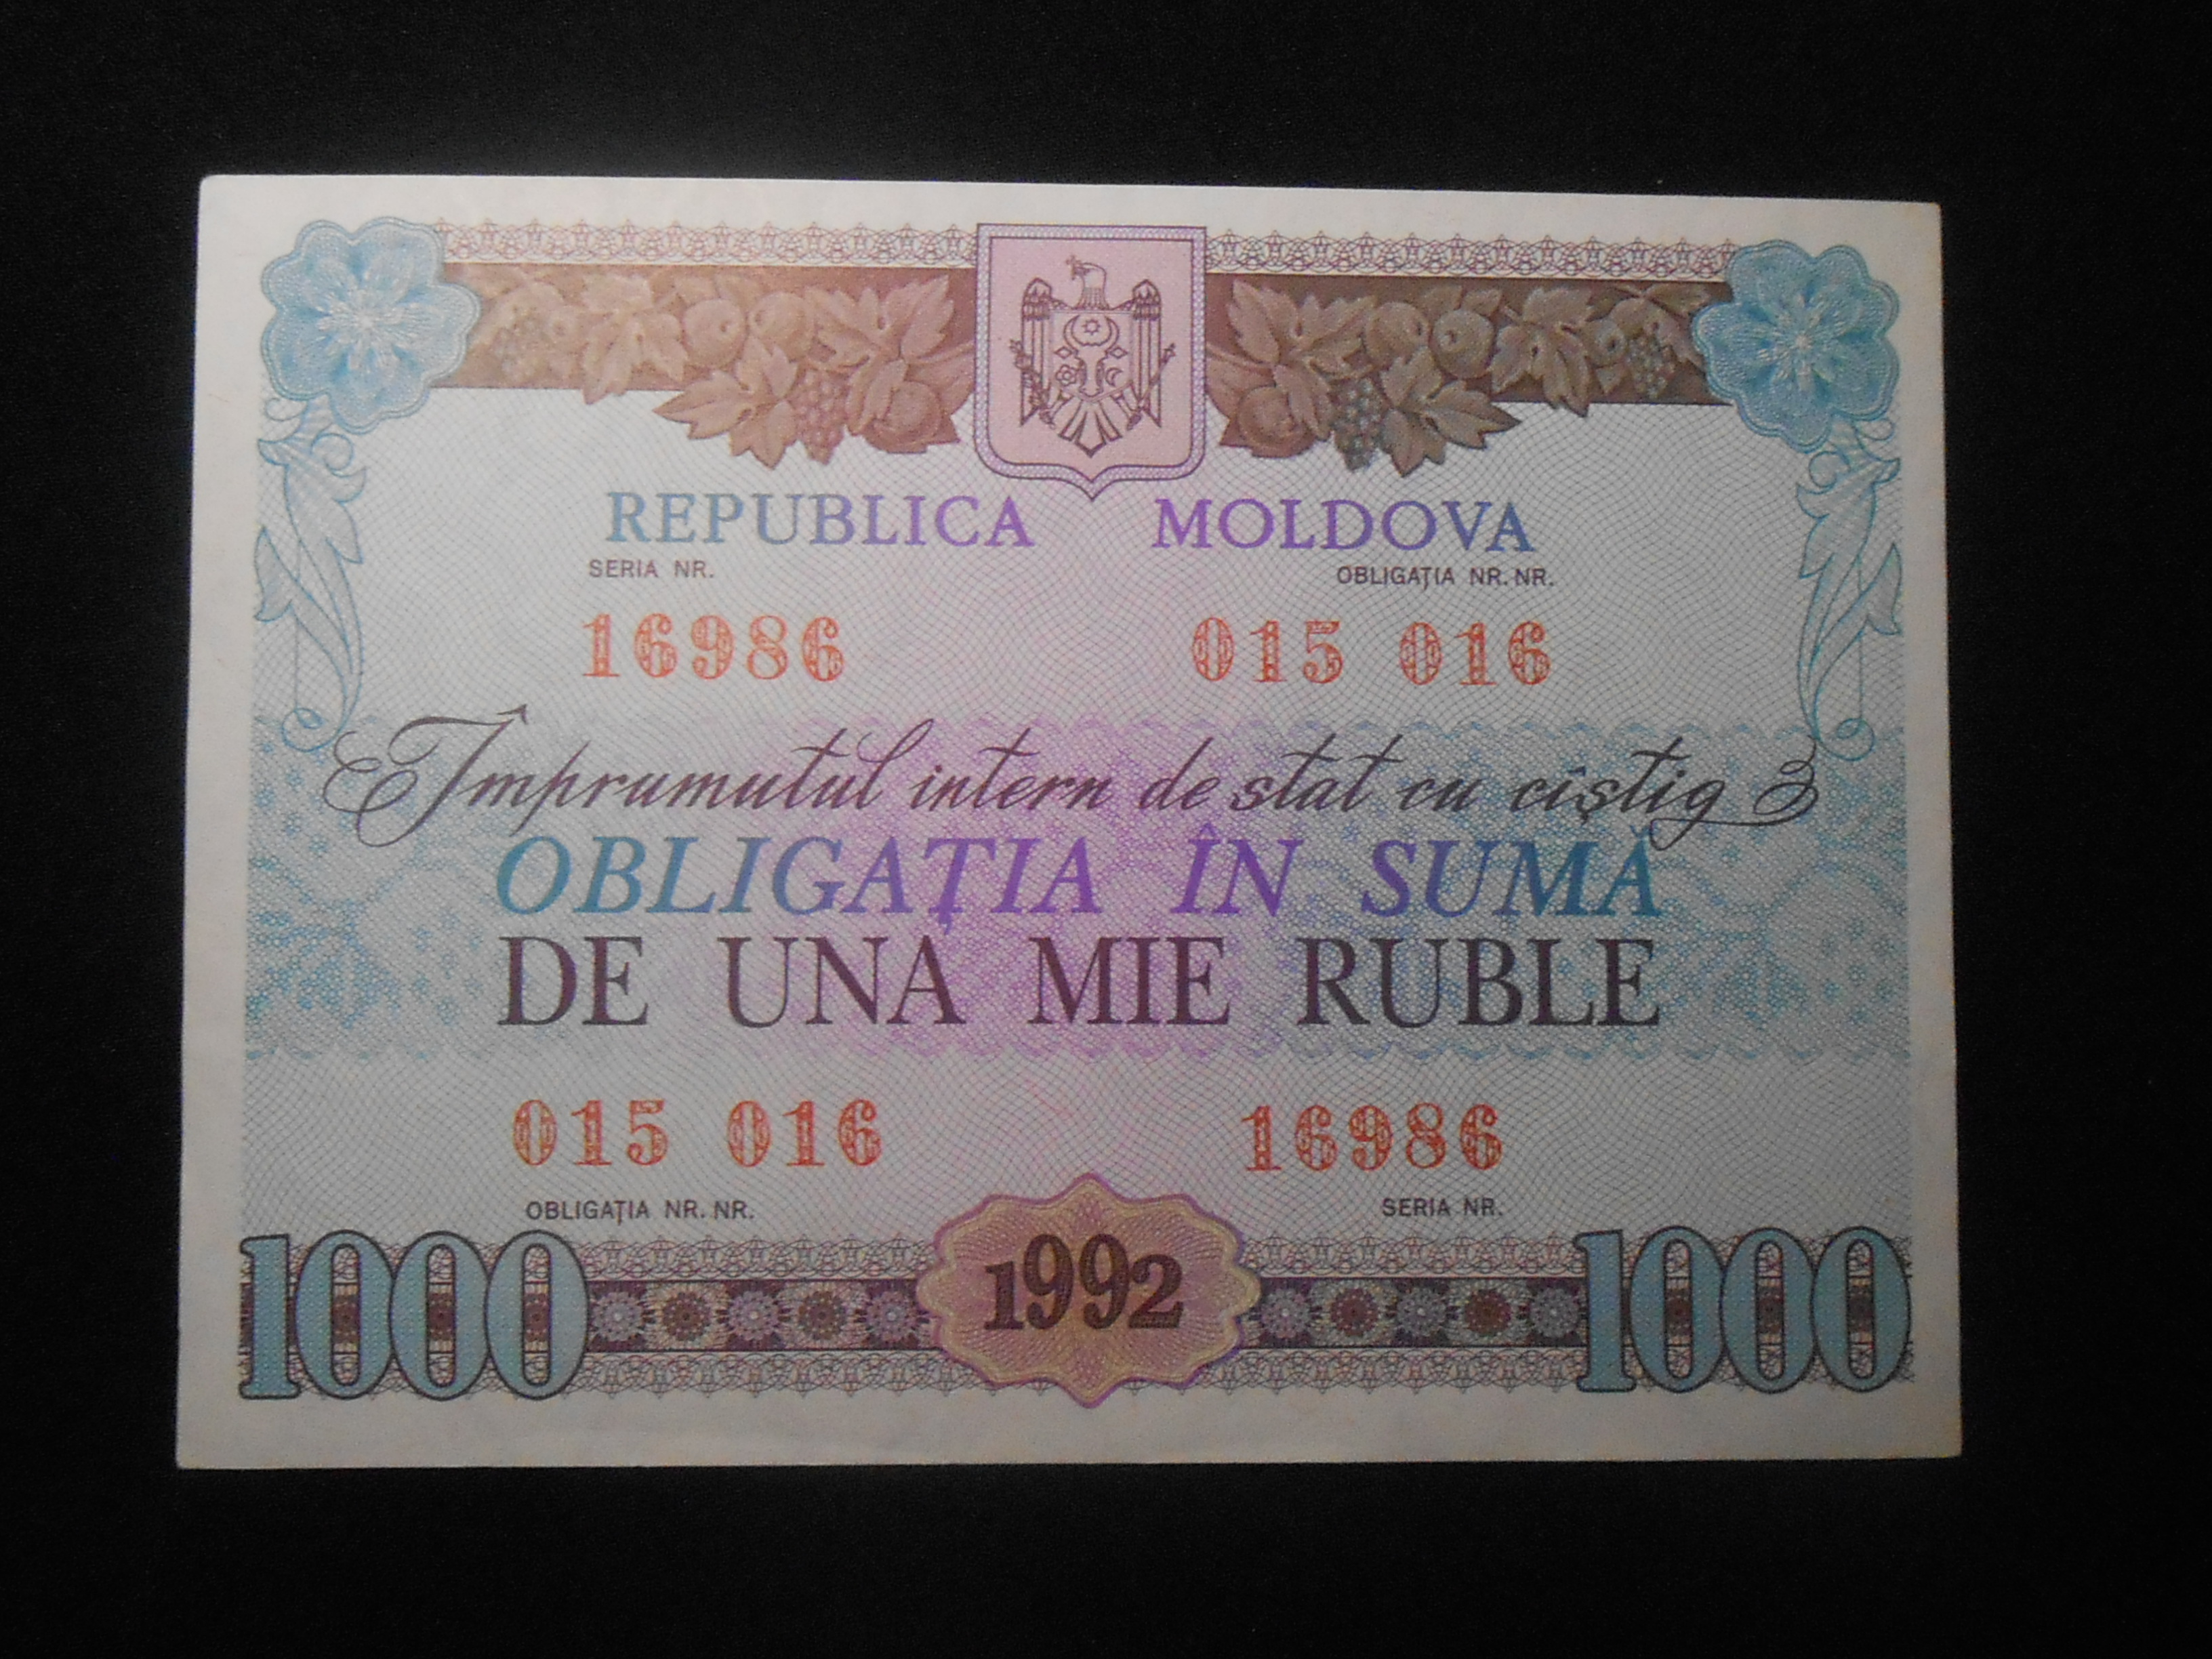 REPUBLICA MOLDOVA
SERIA NR. OBLIGAȚIA NR. NR.
16986 015 016
Împrumutul intern de stat cu cîștig
OBLIGAȚIA ÎN SUMĂ
DE UNA MIE RUBLE
015 016 16986
OBLIGAȚIA NR. NR. SERIA NR.
1000 1992 1000